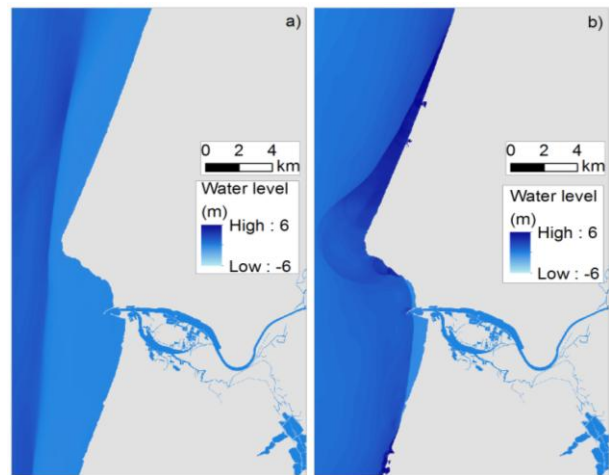 a)
0 2 4
km
Water level
(m)
High : 6
Low : -6
b)
0 2 4
km
Water level
(m)
High : 6
Low : -6